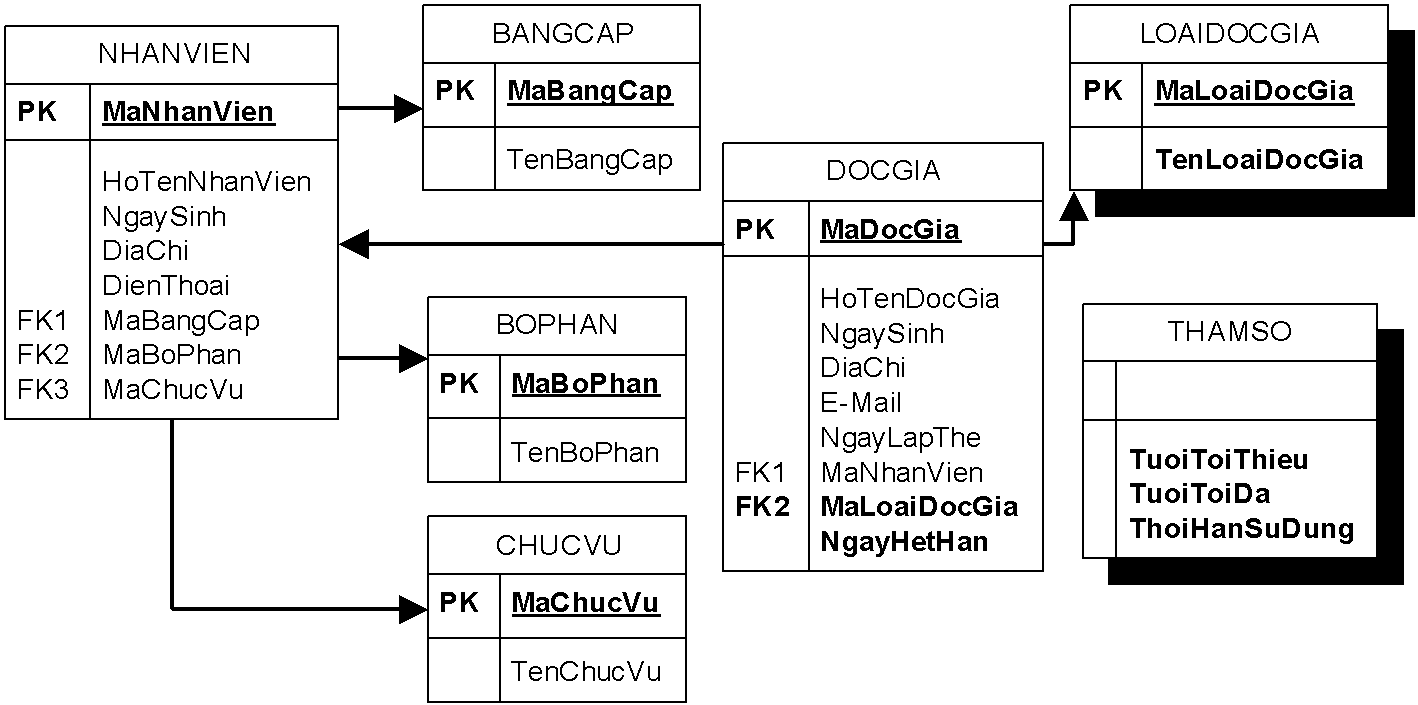 NHANVIEN
PK MaNhanVien
HoTenNhanVien
NgaySinh
DiaChi
DienThoai
FK1 MaBangCap
FK2 MaBoPhan
FK3 MaChucVu
BANGCAP
PK MaBangCap
TenBangCap
BOPHAN
PK MaBoPhan
TenBoPhan
CHUCVU
PK MaChucVu
TenChucVu
DOCGIA
PK MaDocGia
HoTenDocGia
NgaySinh
DiaChi
E-Mail
NgayLapThe
FK1 MaNhanVien
FK2 MaLoaiDocGia
NgayHetHan
LOAIDOCGIA
PK MaLoaiDocGia
TenLoaiDocGia
THAMSO
TuoiToiThieu
TuoiToiDa
ThoiHanSuDung